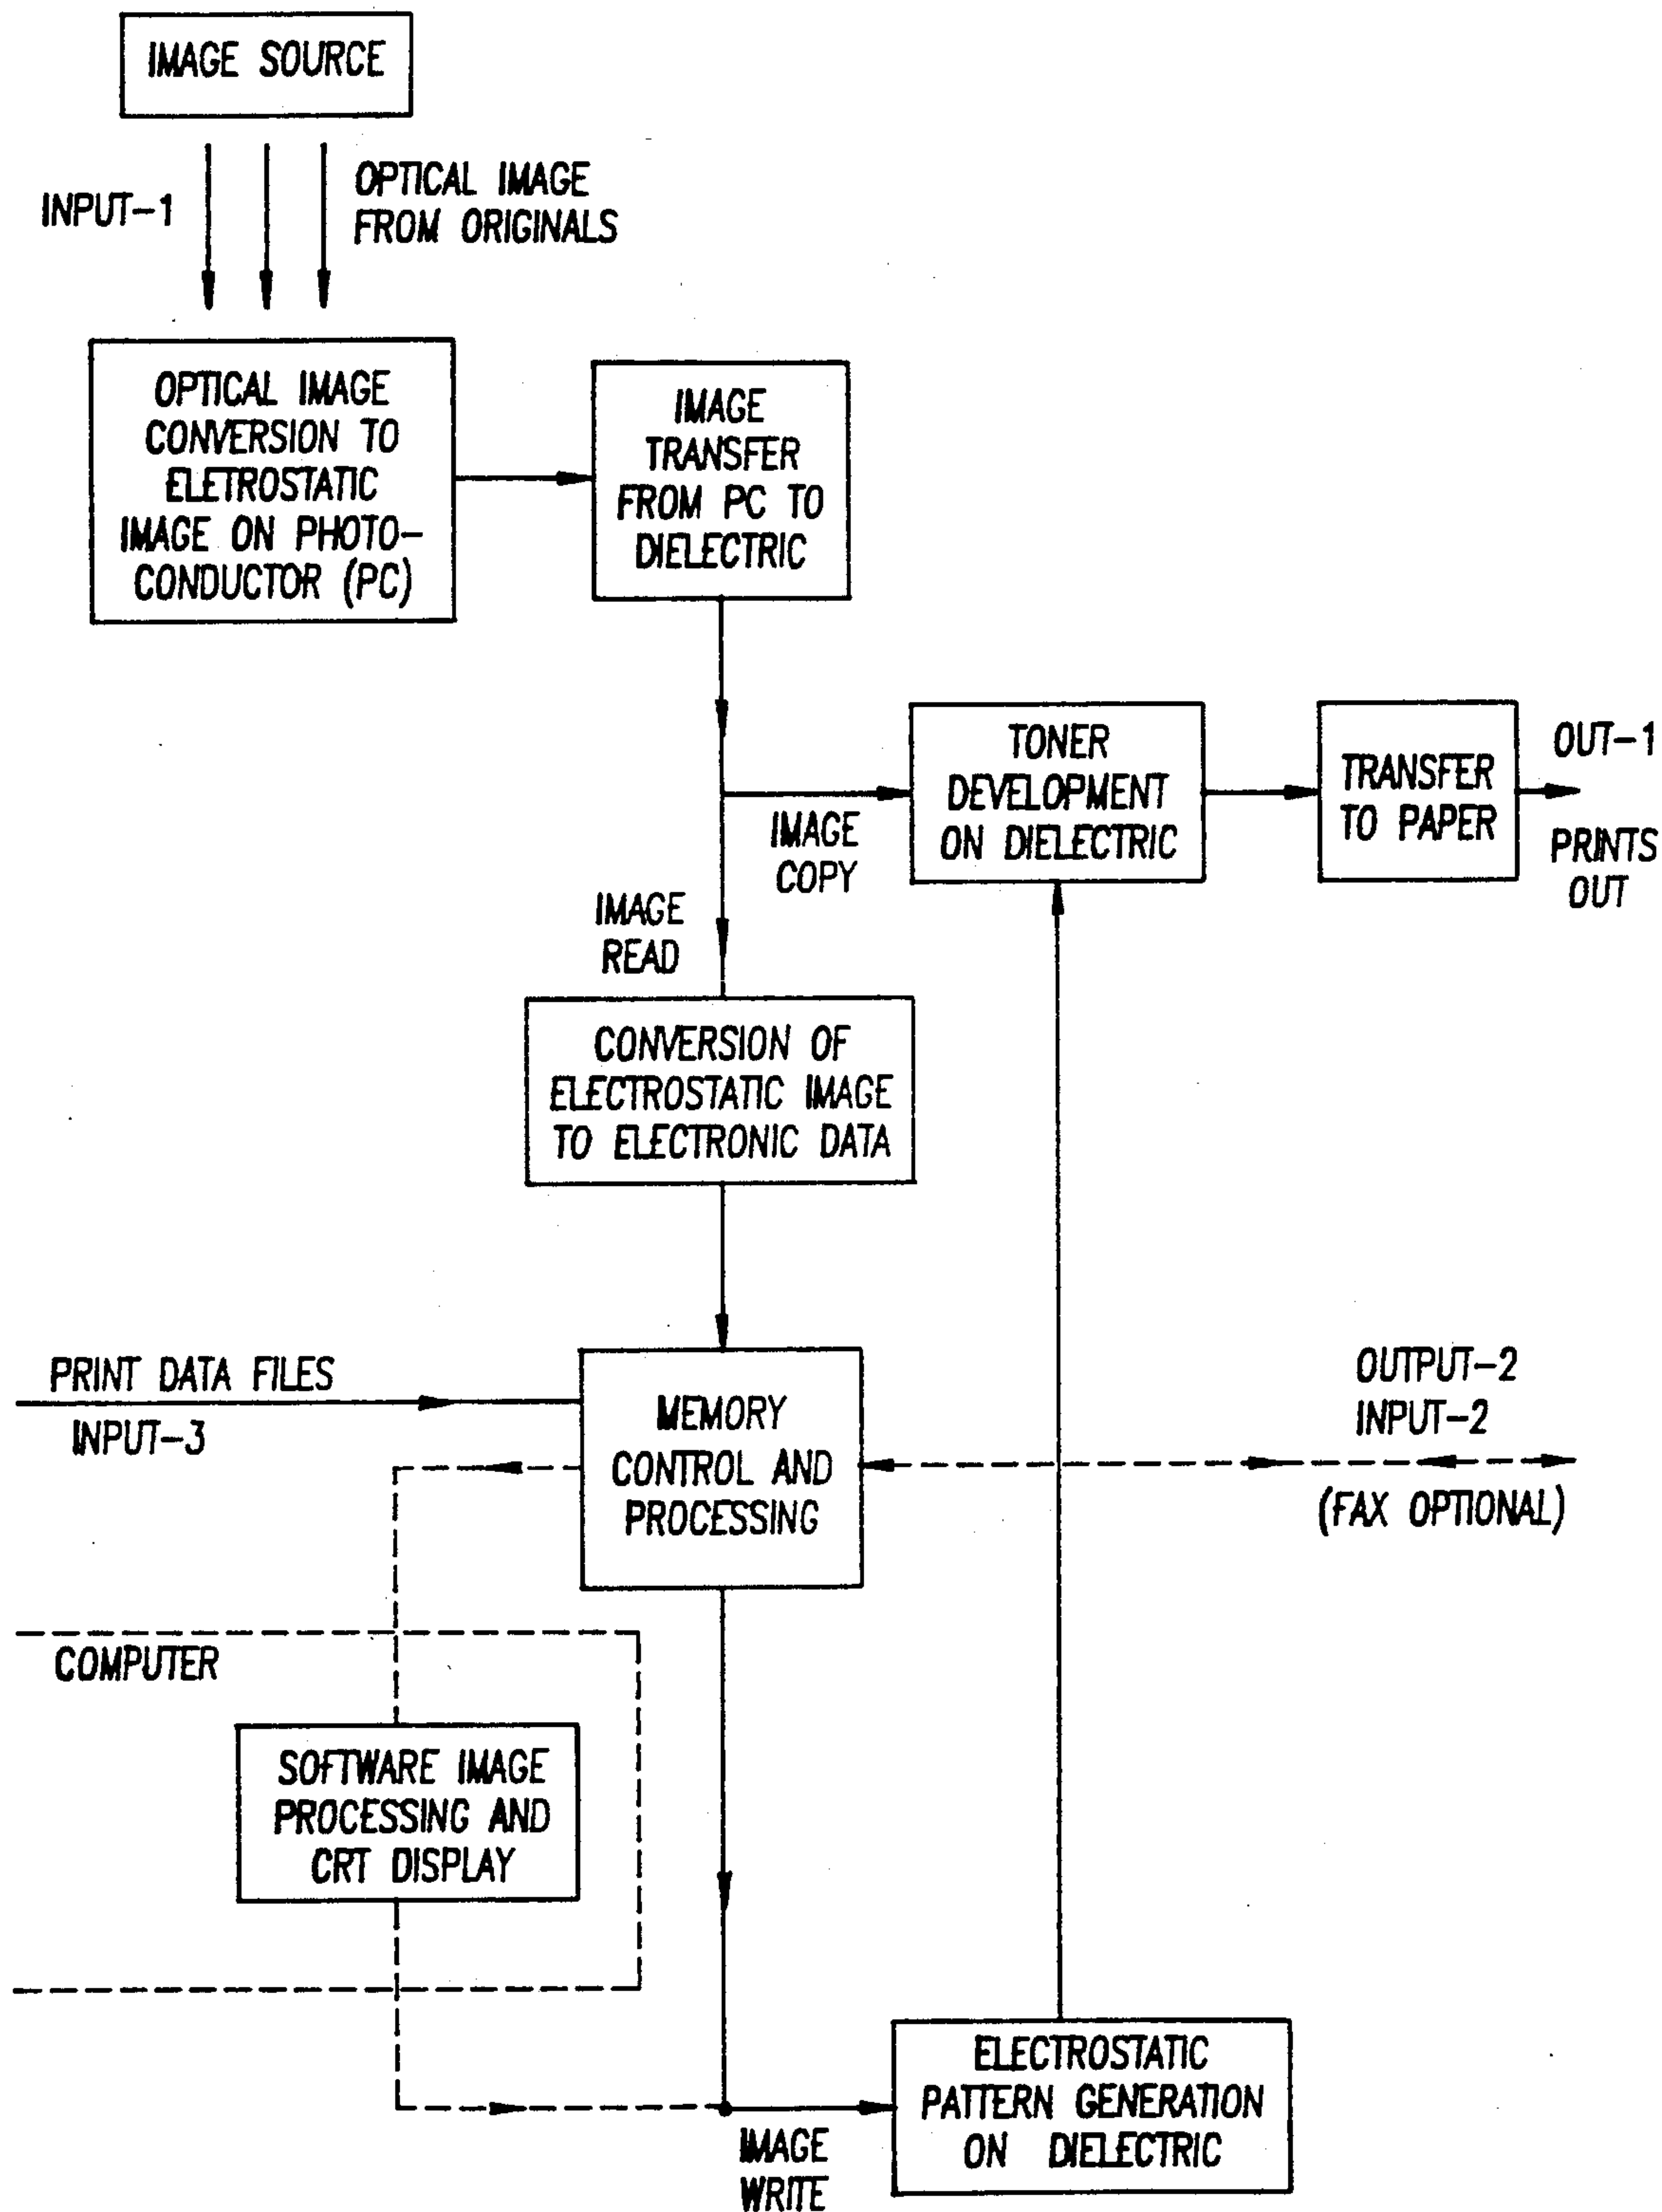 IMAGE SOURCE
INPUT-1
OPTICAL IMAGE
FROM ORIGINALS
OPTICAL IMAGE
CONVERSION TO
ELETROSTATIC
IMAGE ON PHOTO-
CONDUCTOR (PC)
IMAGE
TRANSFER
FROM PC TO
DIELECTRIC
IMAGE
COPY
TONER
DEVELOPMENT
ON DIELECTRIC
TRANSFER
TO PAPER
OUT-1
PRINTS
OUT
IMAGE
READ
CONVERSION OF
ELECTROSTATIC IMAGE
TO ELECTRONIC DATA
PRINT DATA FILES
INPUT-3
MEMORY
CONTROL AND
PROCESSING
OUTPUT-2
INPUT-2
(FAX OPTIONAL)
COMPUTER
SOFTWARE IMAGE
PROCESSING AND
CRT DISPLAY
IMAGE
WRITE
ELECTROSTATIC
PATTERN GENERATION
ON DIELECTRIC